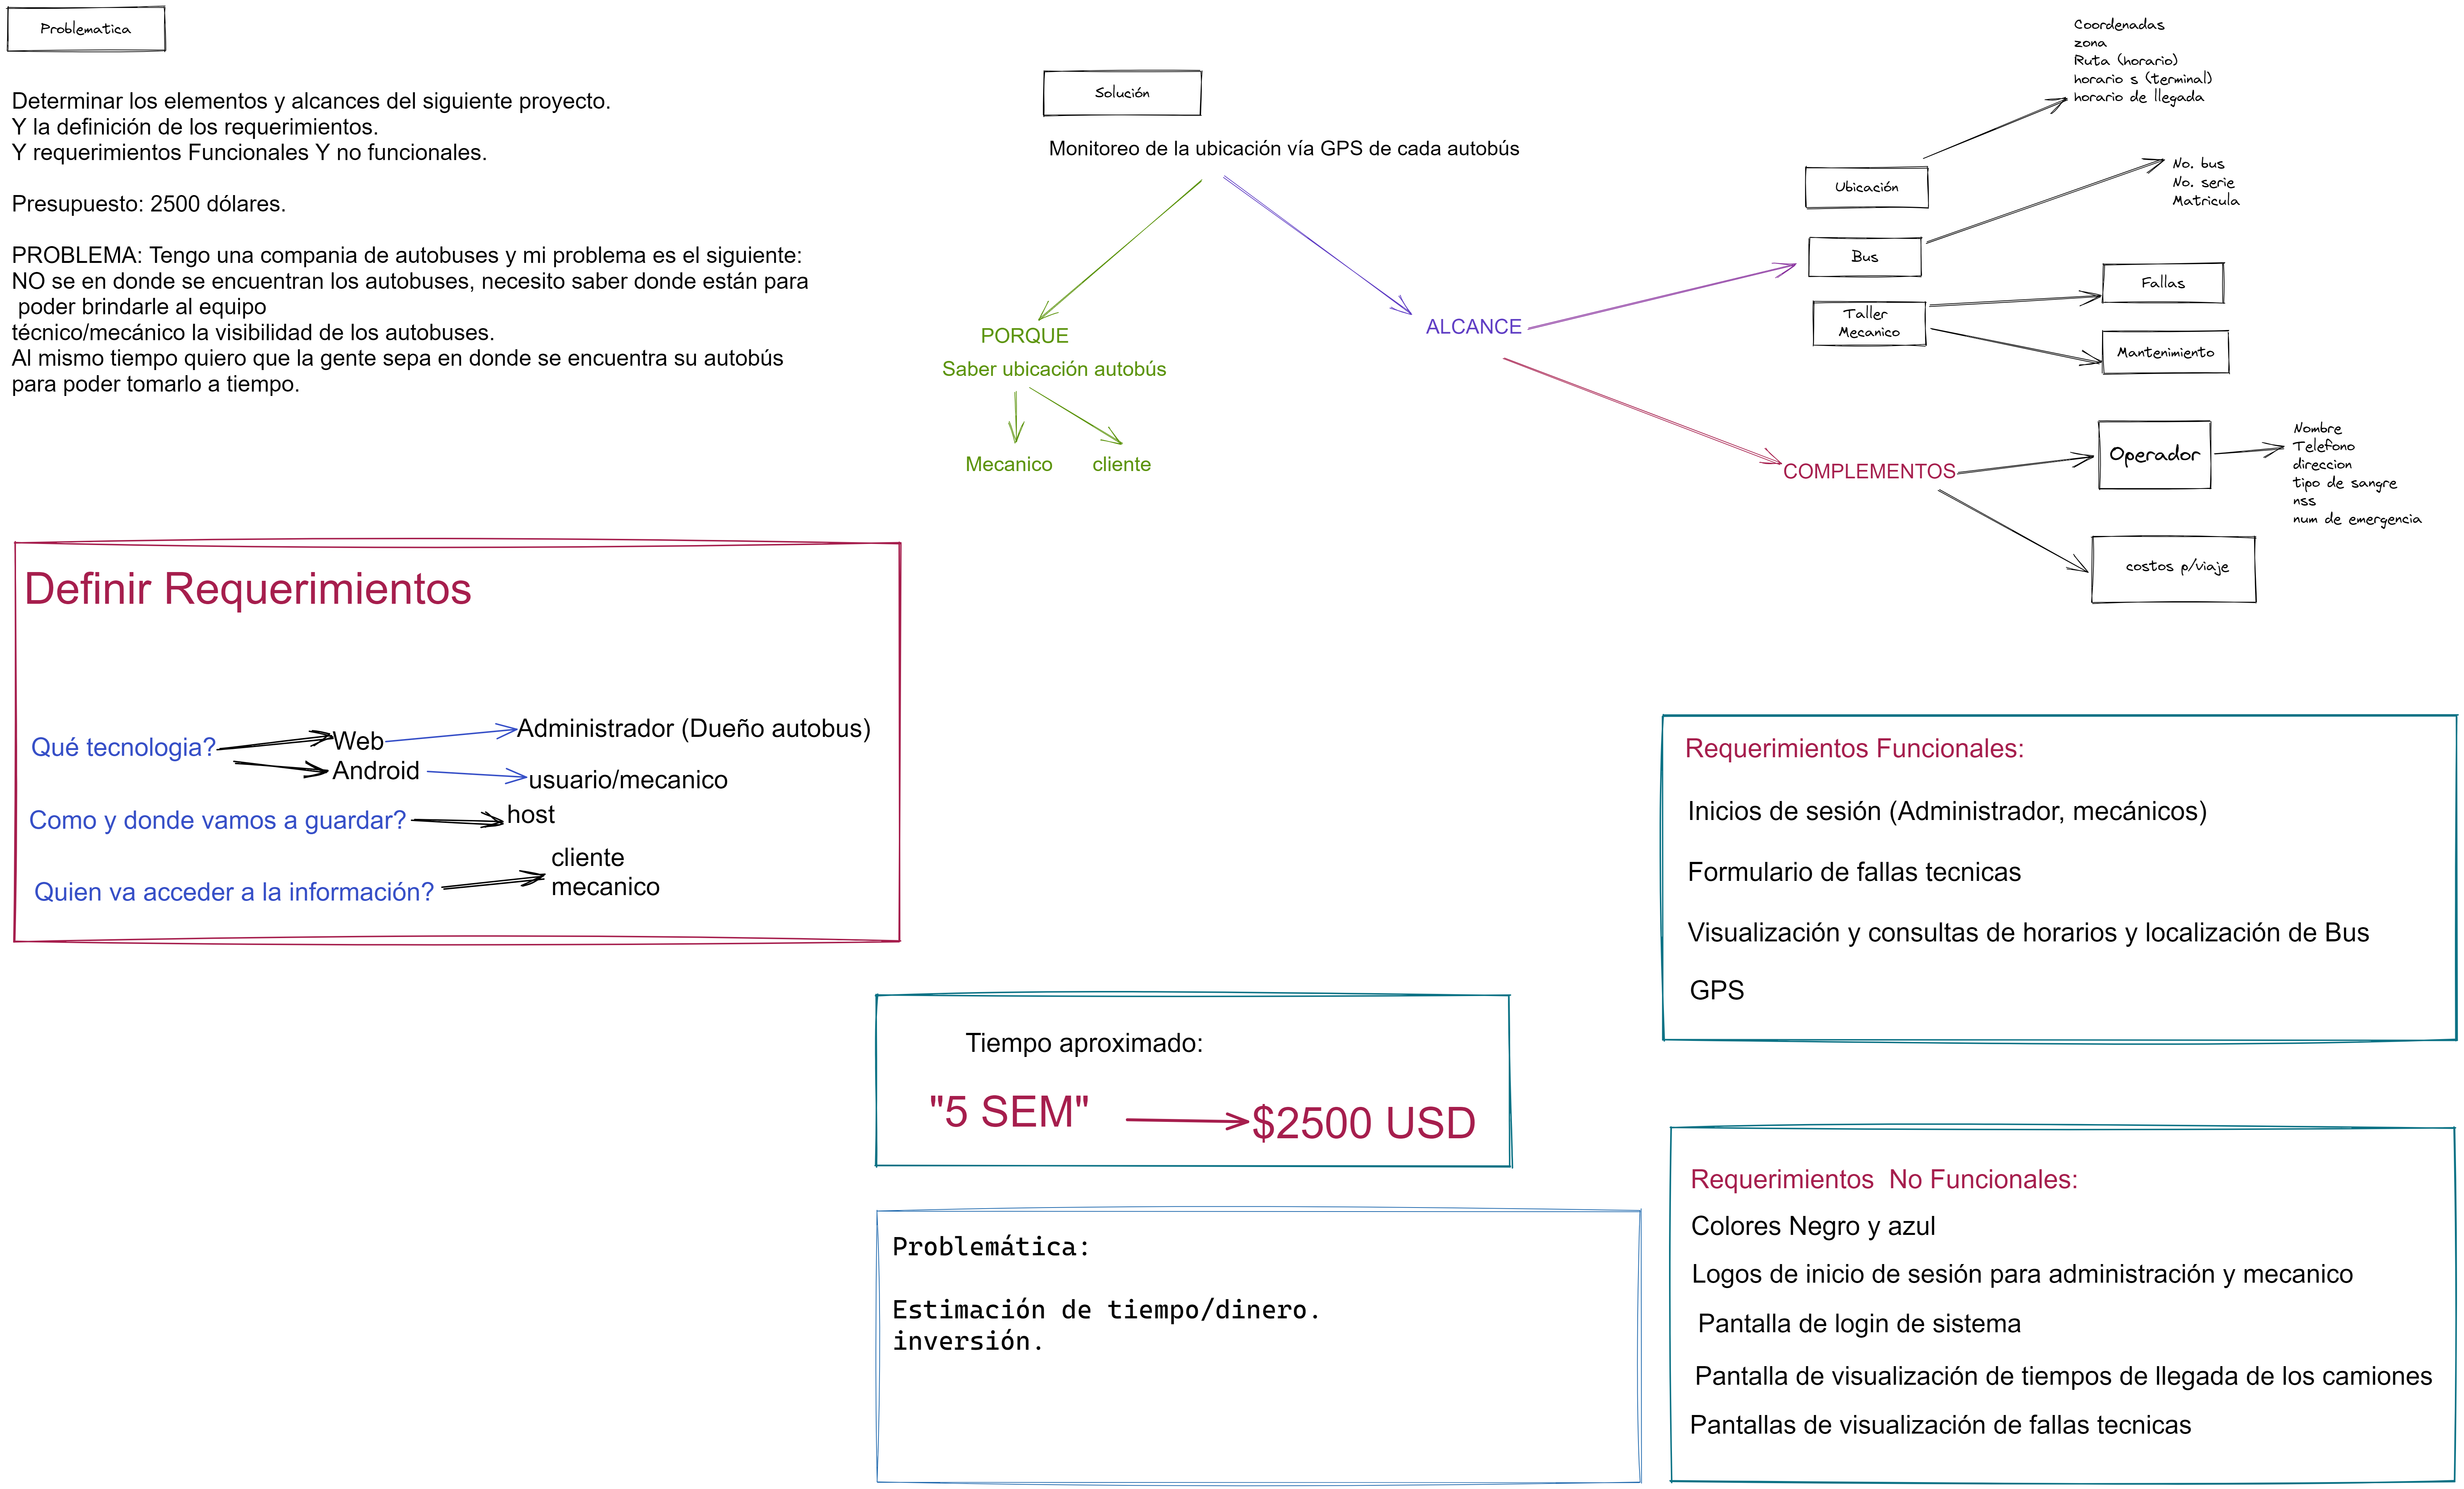 Problematica
Determinar los elementos y alcances del siguiente proyecto.
Y la definición de los requerimientos.
Y requerimientos Funcionales Y no funcionales.
Presupuesto: 2500 dólares.
PROBLEMA: Tengo una compania de autobuses y mi problema es el siguiente:
NO se en donde se encuentran los autobuses, necesito saber donde están para
poder brindarle al equipo
técnico/mecánico la visibilidad de los autobuses.
Al mismo tiempo quiero que la gente sepa en donde se encuentra su autobús
para poder tomarlo a tiempo.
Solución
Monitoreo de la ubicación vía GPS de cada autobús
PORQUE
Saber ubicación autobús
Mecanico
cliente
ALCANCE
Ubicación
Coordenadas
zona
Ruta (horario)
horario s (terminal)
horario de llegada
Bus
No. bus
No. serie
Matricula
Taller
Mecanico
Fallas
Mantenimiento
COMPLEMENTOS
Operador
Nombre
Telefono
direccion
tipo de sangre
nss
num de emergencia
costos p/viaje
Definir Requerimientos
Qué tecnologia?
Web
Administrador (Dueño autobus)
Android
usuario/mecanico
Como y donde vamos a guardar?
host
Quien va acceder a la información?
cliente
mecanico
Tiempo aproximado:
"5 SEM"
$2500 USD
Problemática:
Estimación de tiempo/dinero.
inversión.
Requerimientos Funcionales:
Inicios de sesión (Administrador, mecánicos)
Formulario de fallas tecnicas
Visualización y consultas de horarios y localización de Bus
GPS
Requerimientos  No Funcionales:
Colores Negro y azul
Logos de inicio de sesión para administración y mecanico
Pantalla de login de sistema
Pantalla de visualización de tiempos de llegada de los camiones
Pantallas de visualización de fallas tecnicas